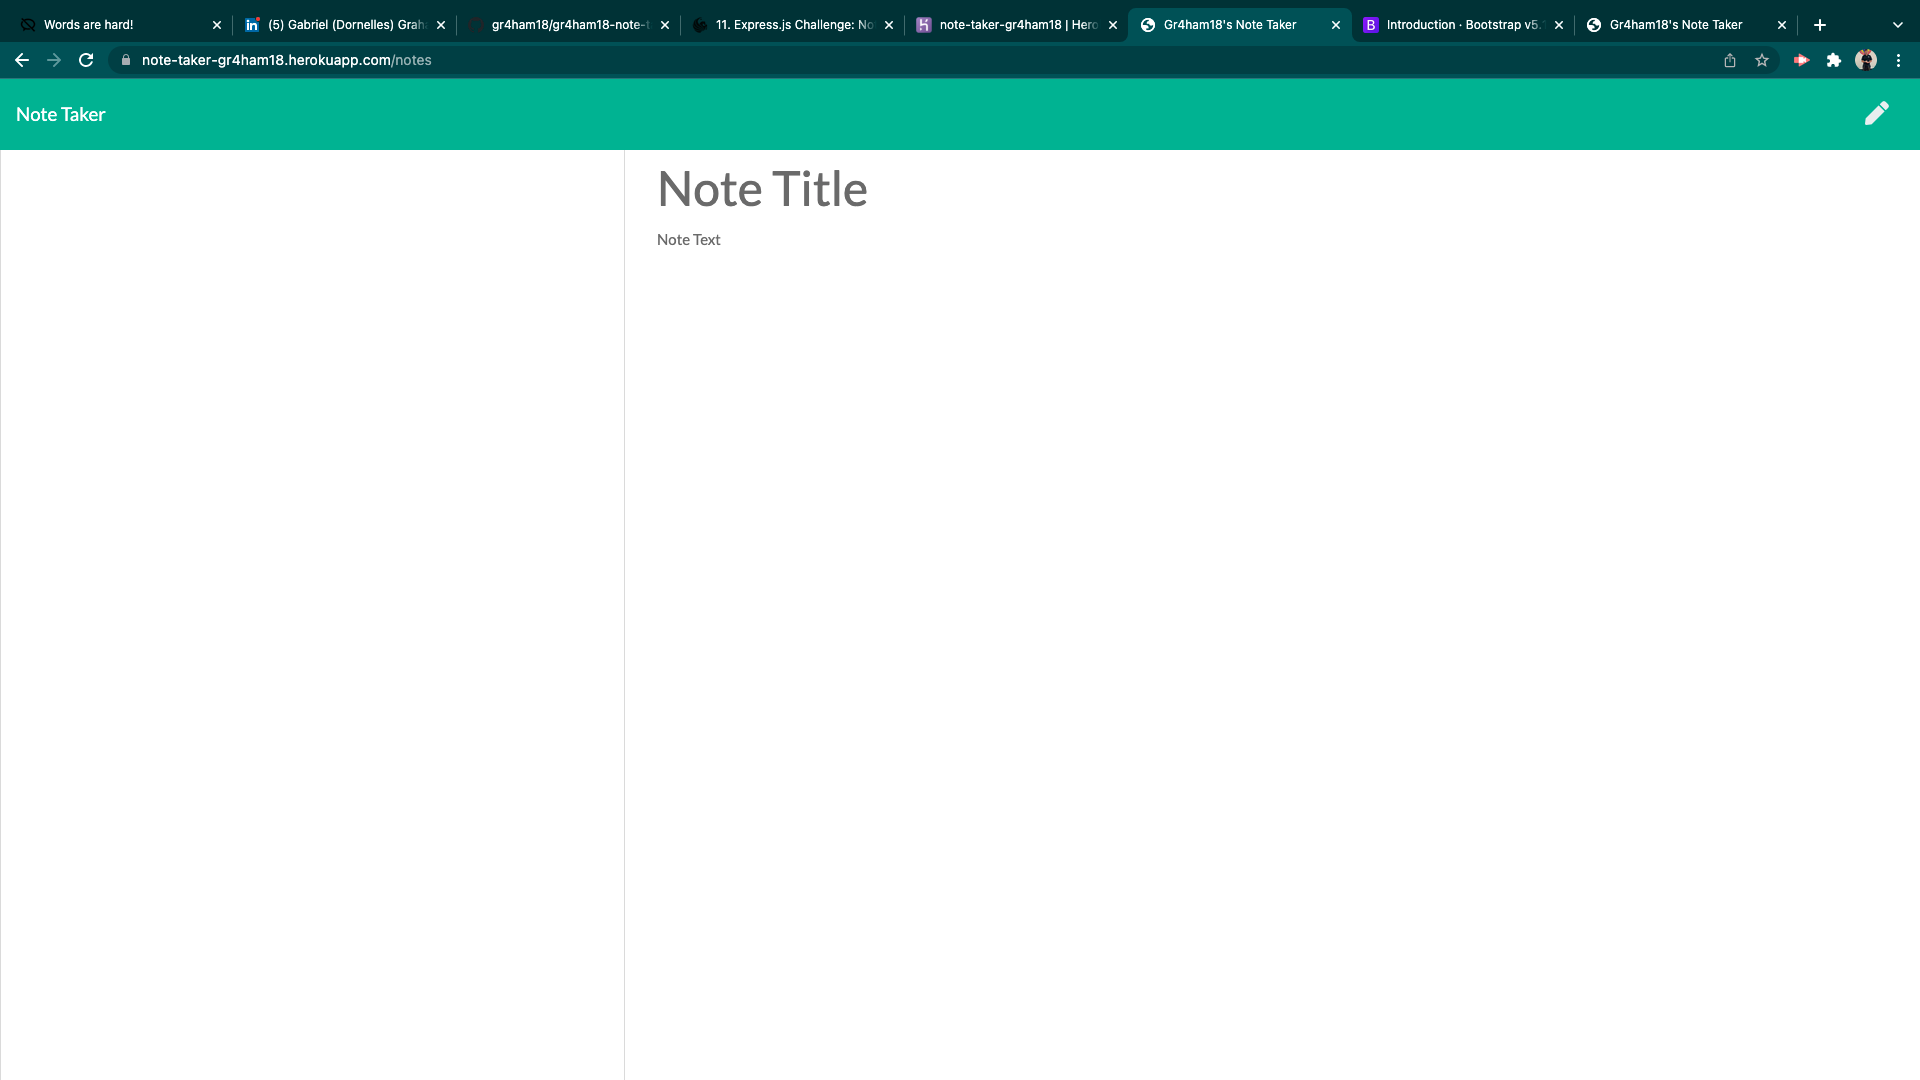 Words are hard!
(5) Gabriel (Dornelles) Grah
gr4ham18/gr4ham18-note-t
11. Express.js Challenge: No
note-taker-gr4ham18 | Hero
Gr4ham18's Note Taker
Introduction · Bootstrap v5.
Gr4ham18's Note Taker
note-taker-gr4ham18.herokuapp.com/notes
Note Taker
Note Title
Note Text